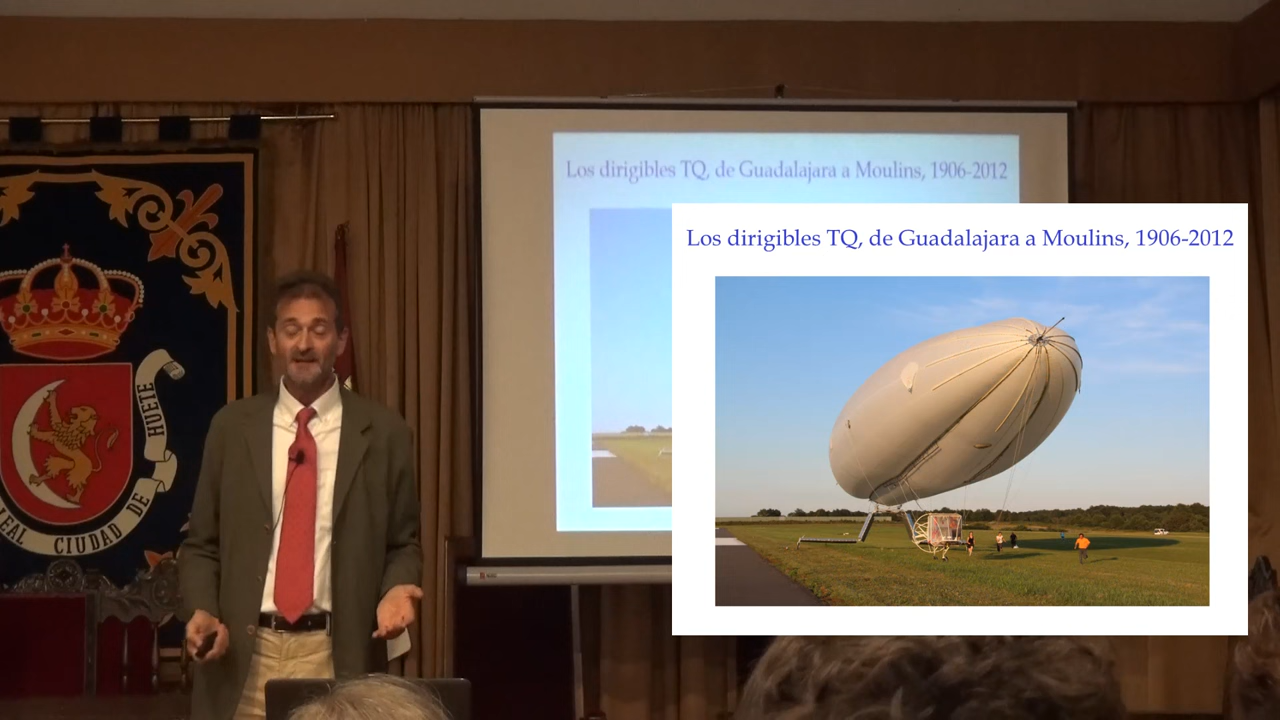 Los dirigibles TQ, de Guadalajara a Moulins, 1906-2012
Los dirigibles TQ, de Guadalajara a Moulins, 1906-2012
EAL CIUDAD DE HUETE